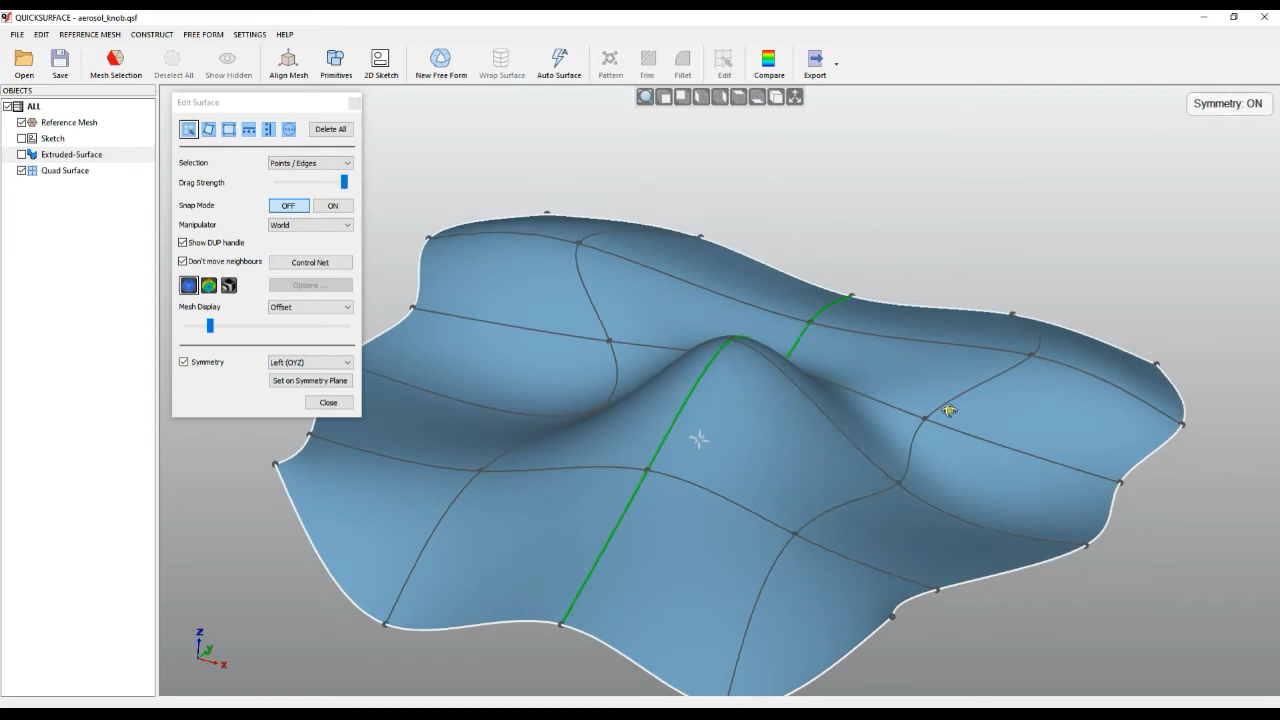 QUICKSURFACE - aerosol_knob.qsf
FILE EDIT REFERENCE MESH CONSTRUCT FREE FORM SETTINGS HELP
Open Save Mesh Selection Deselect All Show Hidden Align Mesh Primitives 2D Sketch New Free Form Wrap Surface Auto Surface Pattern Trim Fillet Edit Compare Export
OBJECTS
ALL
Reference Mesh
Sketch
Extruded-Surface
Quad Surface
Edit Surface
Delete All
Selection Points / Edges
Drag Strength
Snap Mode OFF ON
Manipulator World
Show DUP handle
Don't move neighbours Control Net
Options ...
Mesh Display Offset
Symmetry Left (OYZ)
Set on Symmetry Plane
Close
Symmetry: ON
z
y
x